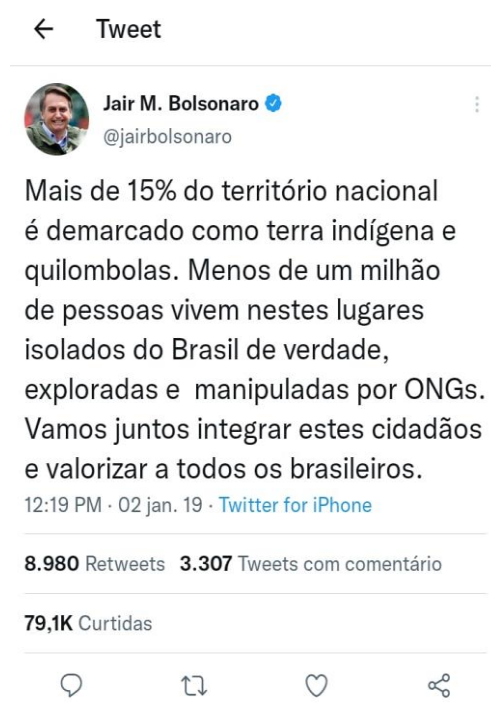 Tweet
Jair M. Bolsonaro
@jairbolsonaro
Mais de 15% do território nacional
é demarcado como terra indígena e
quilombolas. Menos de um milhão
de pessoas vivem nestes lugares
isolados do Brasil de verdade,
exploradas e  manipuladas por ONGs.
Vamos juntos integrar estes cidadãos
e valorizar a todos os brasileiros.
12:19 PM · 02 jan. 19 · Twitter for iPhone
8.980 Retweets 3.307 Tweets com comentário
79,1K Curtidas